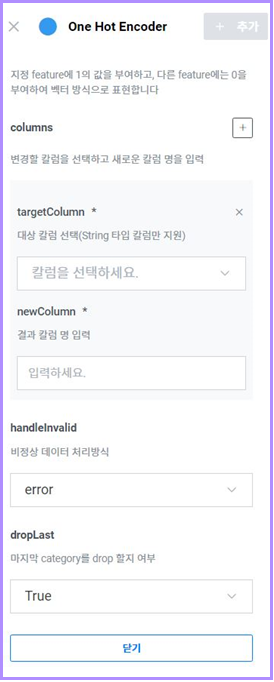 One Hot Encoder
+ 추가
지정 feature에 1의 값을 부여하고, 다른 feature에는 0을
부여하여 벡터 방식으로 표현합니다
columns
변경할 칼럼을 선택하고 새로운 칼럼 명을 입력
targetColumn *
대상 칼럼 선택(String 타입 칼럼만 지원)
칼럼을 선택하세요.
newColumn *
결과 칼럼 명 입력
입력하세요.
handleInvalid
비정상 데이터 처리방식
error
dropLast
마지막 category를 drop 할지 여부
True
닫기